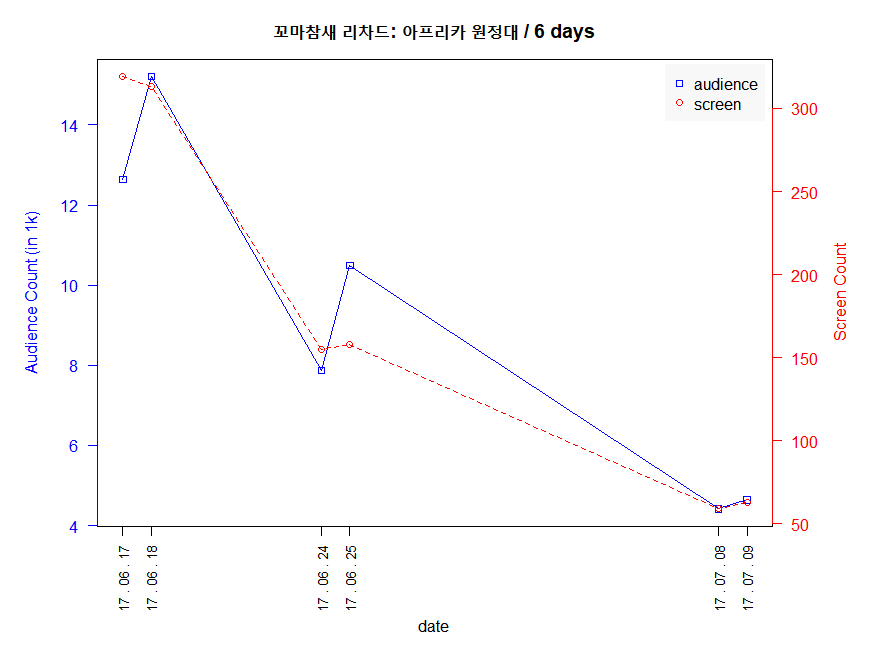 꼬마참새 리차드: 아프리카 원정대 / 6 days
audience
screen
Audience Count (in 1k)
14
12
10
8
6
4
300
250
200
150
100
50
Screen Count
17 . 06 . 17
17 . 06 . 18
17 . 06 . 24
17 . 06 . 25
17 . 07 . 08
17 . 07 . 09
date